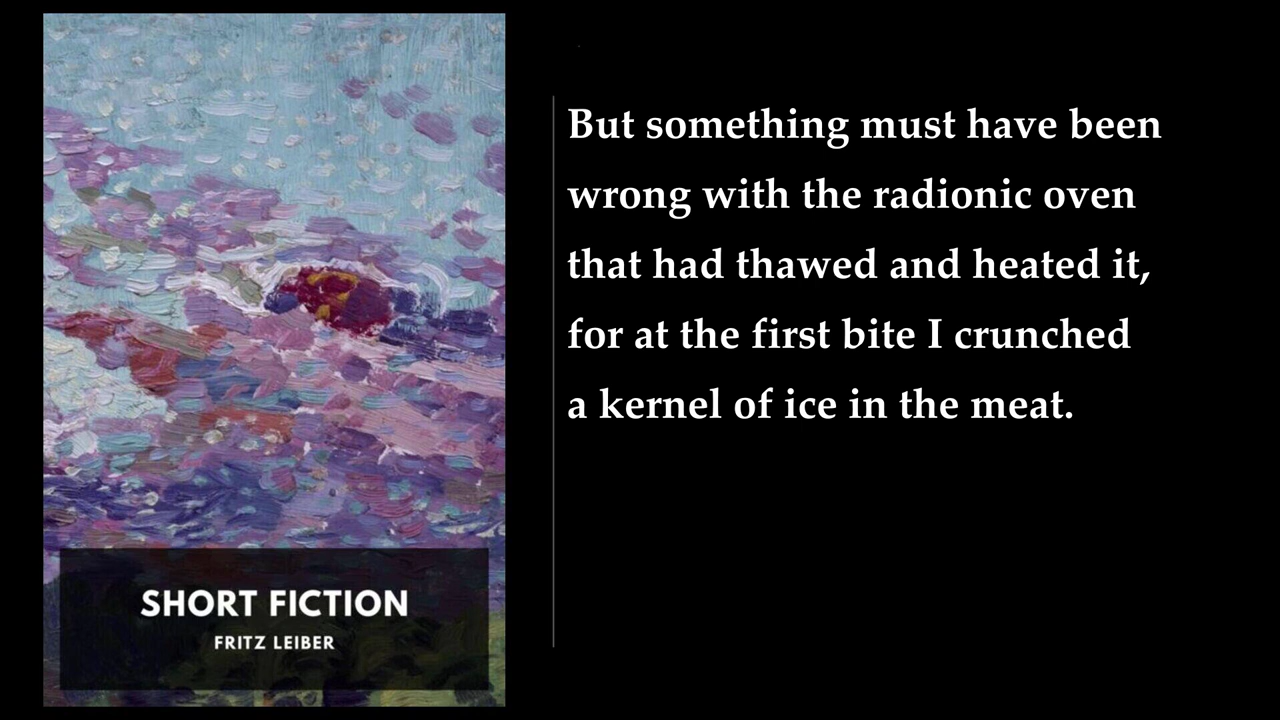 SHORT FICTION
FRITZ LEIBER
But something must have been
wrong with the radionic oven
that had thawed and heated it,
for at the first bite I crunched
a kernel of ice in the meat.